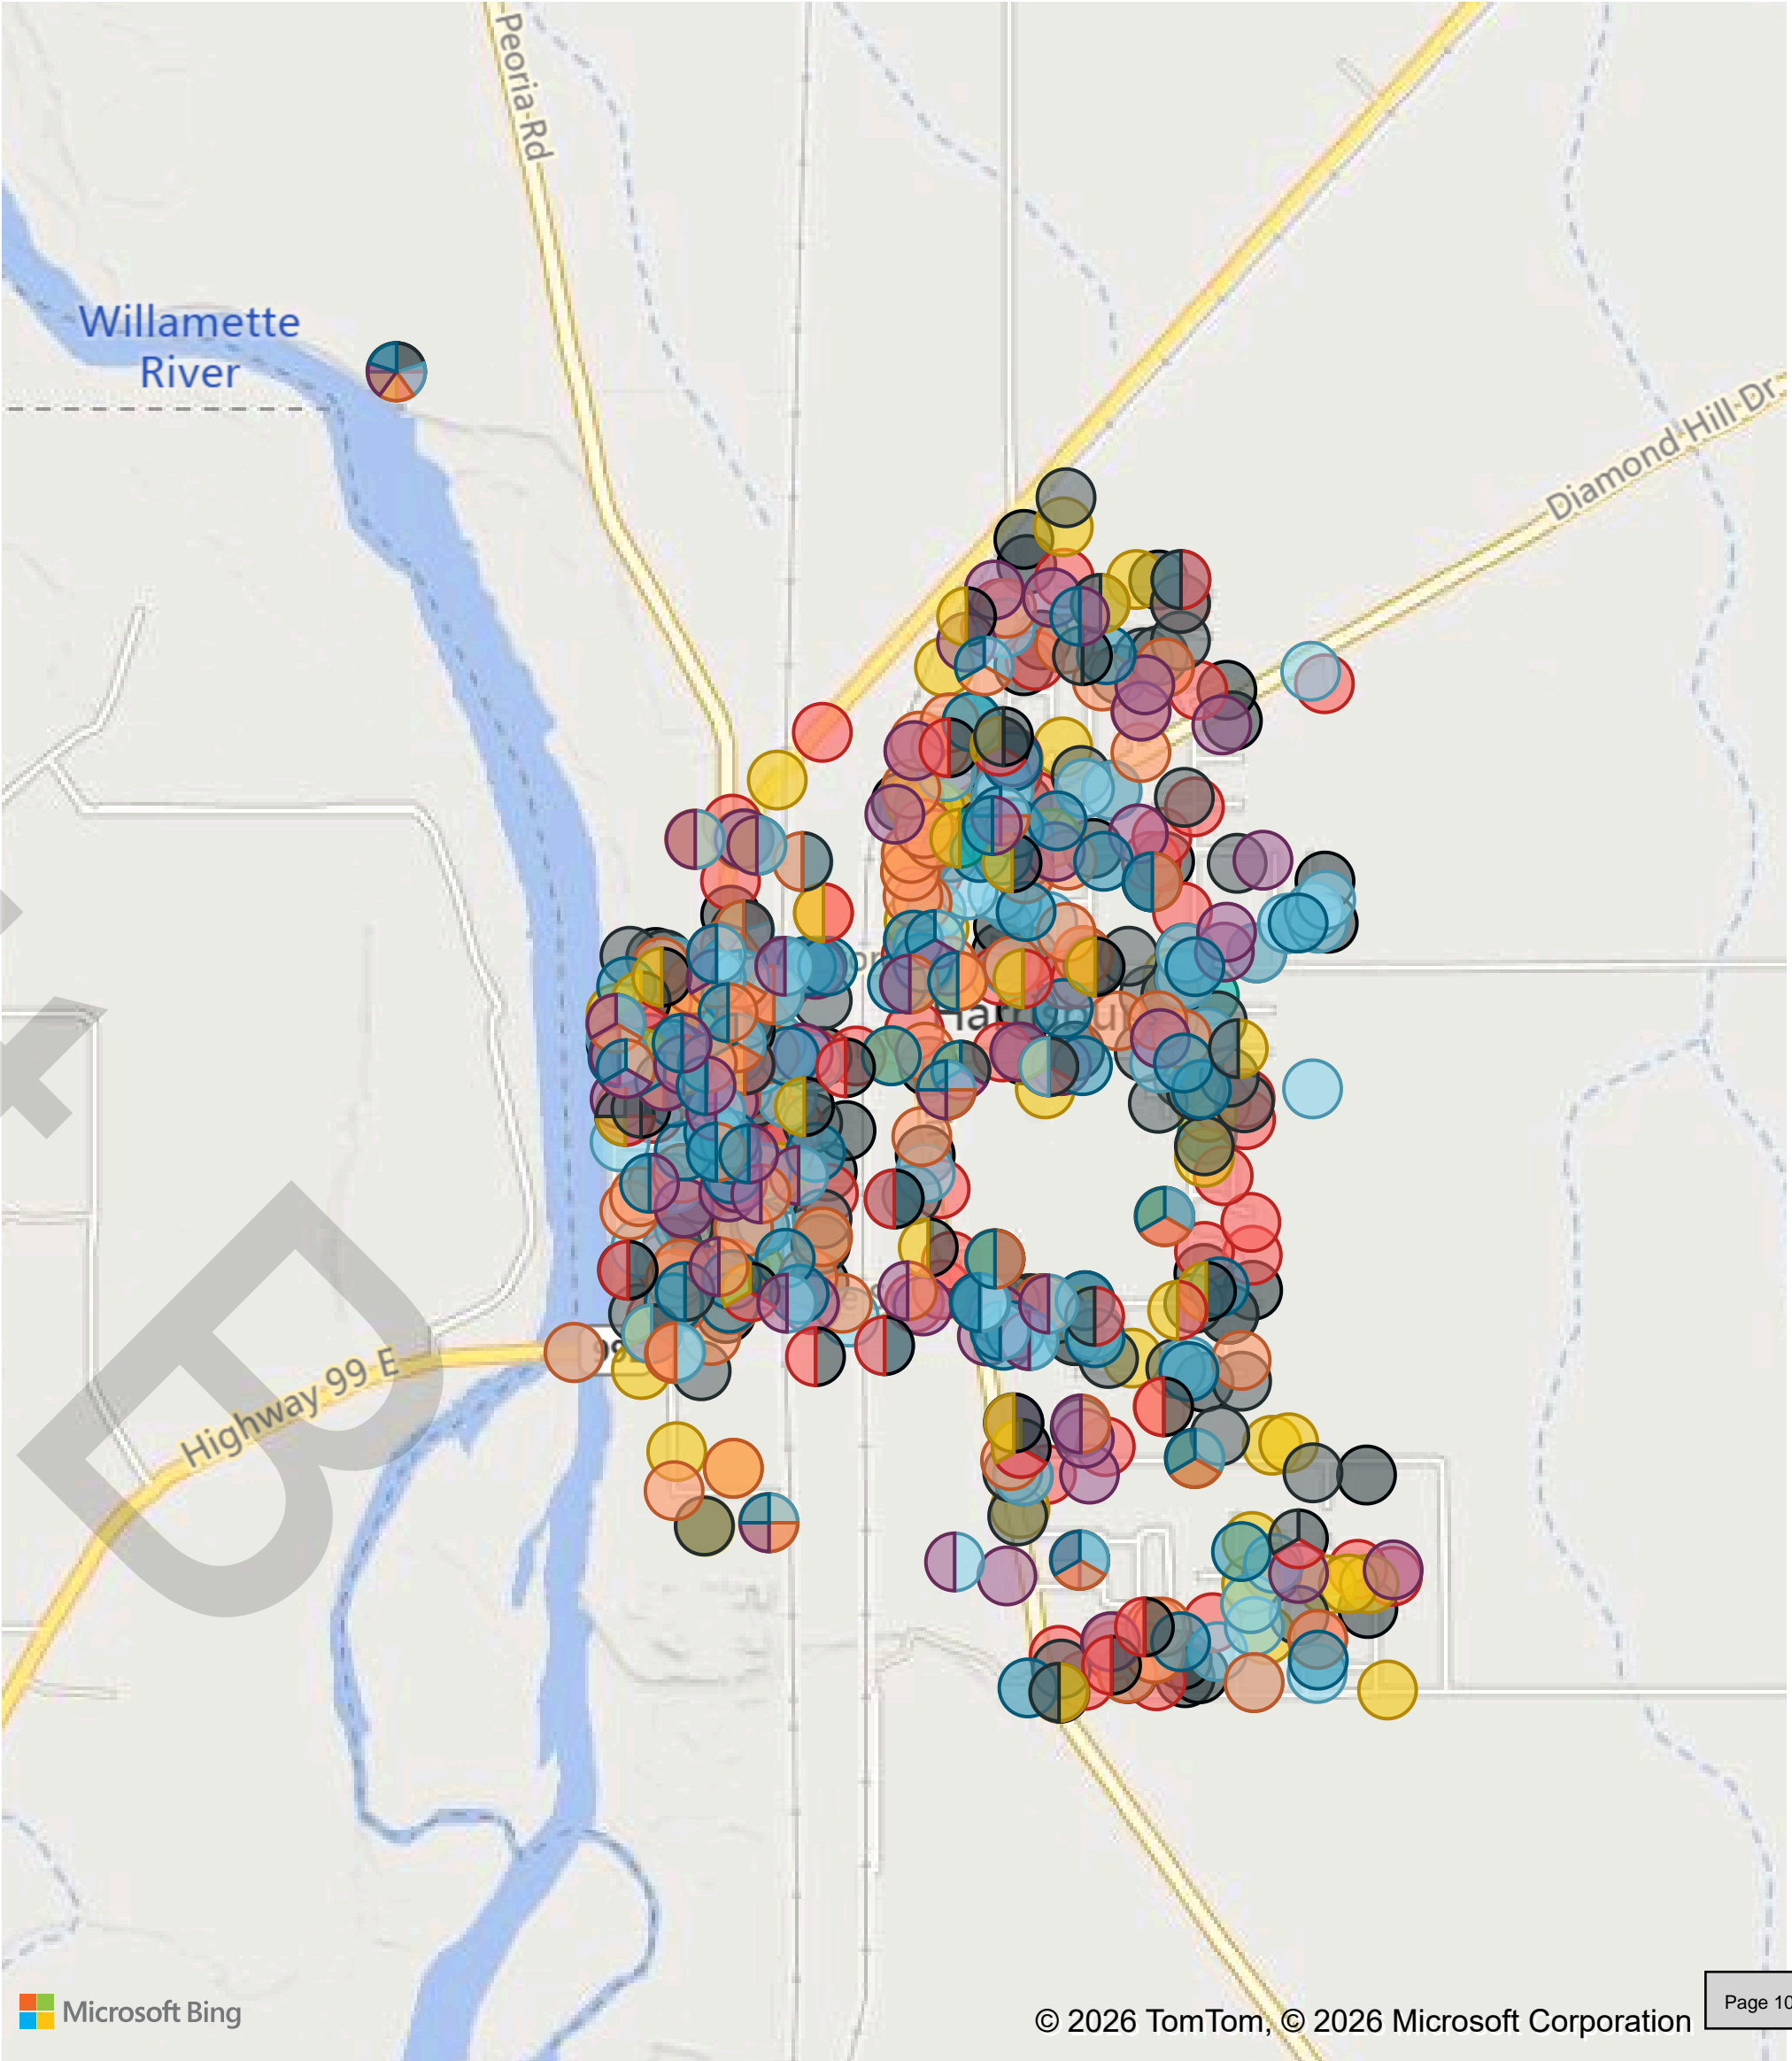 Peoria-Rd
Willamette
River
Diamond Hill-Dr
Highway 99 E
B
Microsoft Bing
© 2026 TomTom, © 2026 Microsoft Corporation
Page 10